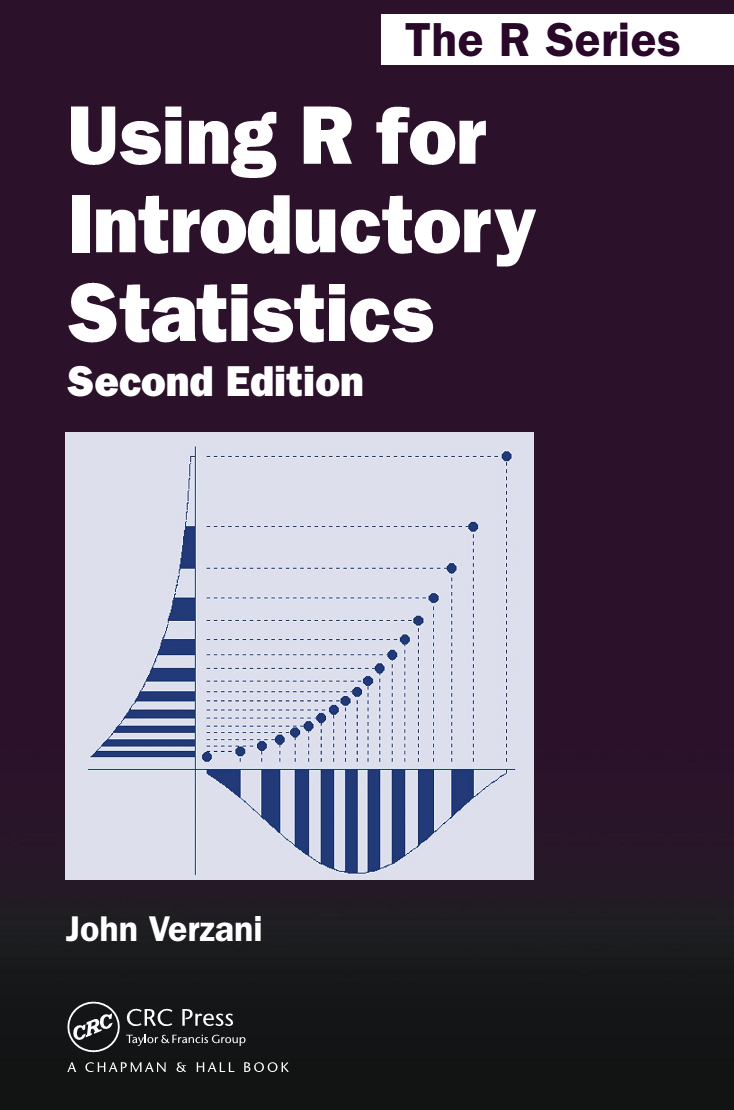 The R Series
Using R for
Introductory
Statistics
Second Edition
John Verzani
CRC
CRC Press
Taylor & Francis Group
A CHAPMAN & HALL BOOK